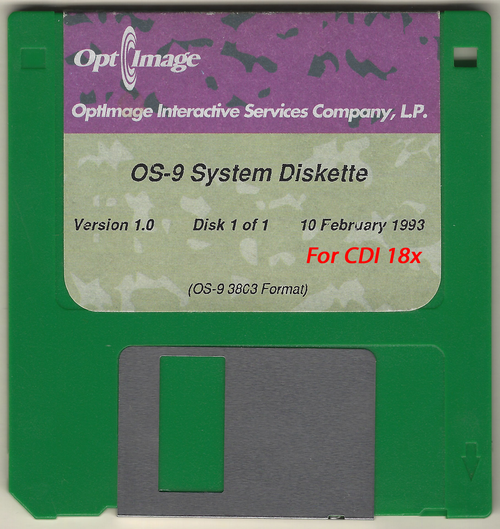 OptImage
OptImage Interactive Services Company, L.P.
OS-9 System Diskette
Version 1.0 Disk 1 of 1 10 February 1993
For CDI 18x
(OS-9 3803 Format)